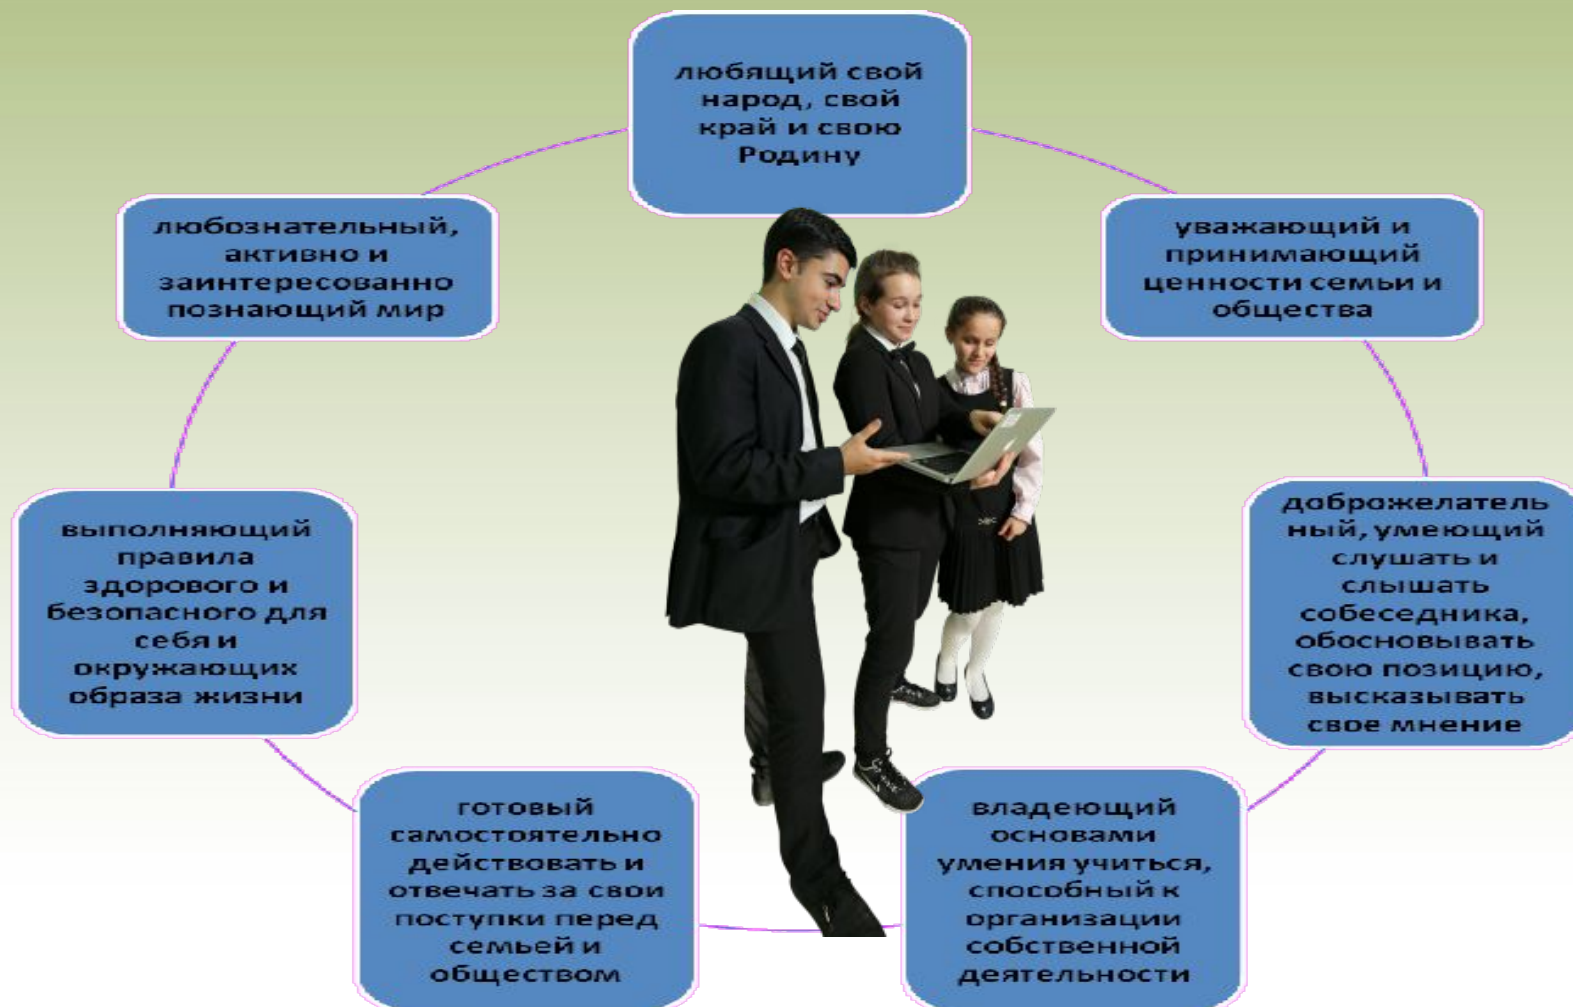 любящий свой
народ, свой
край и свою
Родину
уважающий и
принимающий
ценности семьи и
общества
доброжелатель
ный, умеющий
слушать и
слышать
собеседника,
обосновывать
свою позицию,
высказывать
свое мнение
владеющий
основами
умения учиться,
способный к
организации
собственной
деятельности
готовый
самостоятельно
действовать и
отвечать за свои
поступки перед
семьей и
обществом
выполняющий
правила
здорового и
безопасного для
себя и
окружающих
образа жизни
любознательный,
активно и
заинтересованно
познающий мир